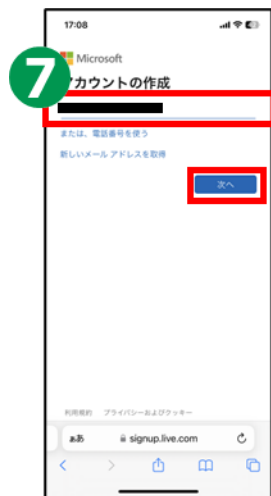 17:08
7
Microsoft
アカウントの作成
または、電話番号を使う
新しいメール アドレスを取得
次へ
利用規約 プライバシーおよびクッキー
ぁあ signup.live.com